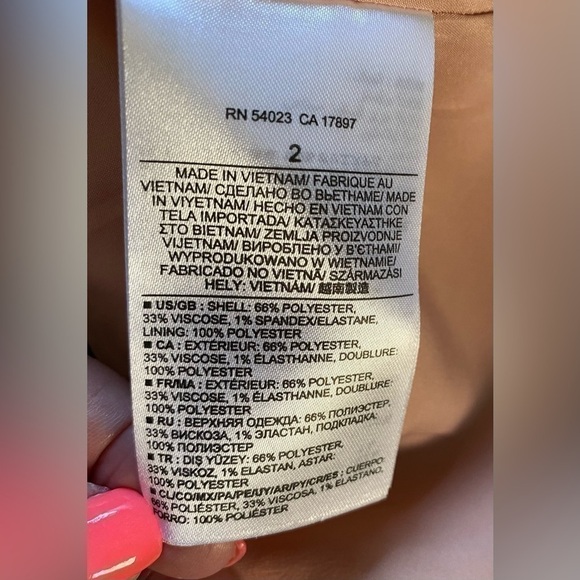 RN 54023 CA 17897
2
MADE IN VIETNAM/ FABRIQUE AU
VIETNAM/ СДЕЛАНО ВО ВЬЕТНАМЕ/ MADE
IN VIYETNAM/ HECHO EN VIETNAM CON
TELA IMPORTADA/ ΚΑΤΑΣΚΕΥΑΣΤΗΚΕ
ΣΤΟ ΒΙΕΤΝΑΜ/ ZEMLJA PROIZVODNJE
VIJETNAM/ ВИРОБЛЕНО У В'ЄТНАМІ/
WYPRODUKOWANO W WIETNAMIE/
FABRICADO NO VIETNÃ/ SZÁRMAZÁSI
HELY: VIETNÁM/ 越南製造
■ US/GB : SHELL: 66% POLYESTER,
33% VISCOSE, 1% SPANDEX/ELASTANE,
LINING: 100% POLYESTER
■ CA : EXTÉRIEUR: 66% POLYESTER,
33% VISCOSE, 1% ÉLASTHANNE, DOUBLURE:
100% POLYESTER
■ FR/MA : EXTÉRIEUR: 66% POLYESTER,
33% VISCOSE, 1% ÉLASTHANNE, DOUBLURE:
100% POLYESTER
■ RU : ВЕРХНЯЯ ОДЕЖДА: 66% ПОЛИЭСТЕР,
33% ВИСКОЗА, 1% ЭЛАСТАН, ПОДКЛАДКА:
100% ПОЛИЭСТЕР
■ TR : DIŞ YÜZEY: 66% POLYESTER,
33% VISKOZ, 1% ELASTAN, ASTAR:
100% POLYESTER
■ CL/CO/MX/PA/PE/UY/AR/PY/CR/ES : CUERPO:
66% POLIÉSTER, 33% VISCOSA, 1% ELASTANO,
FORRO: 100% POLIÉSTER